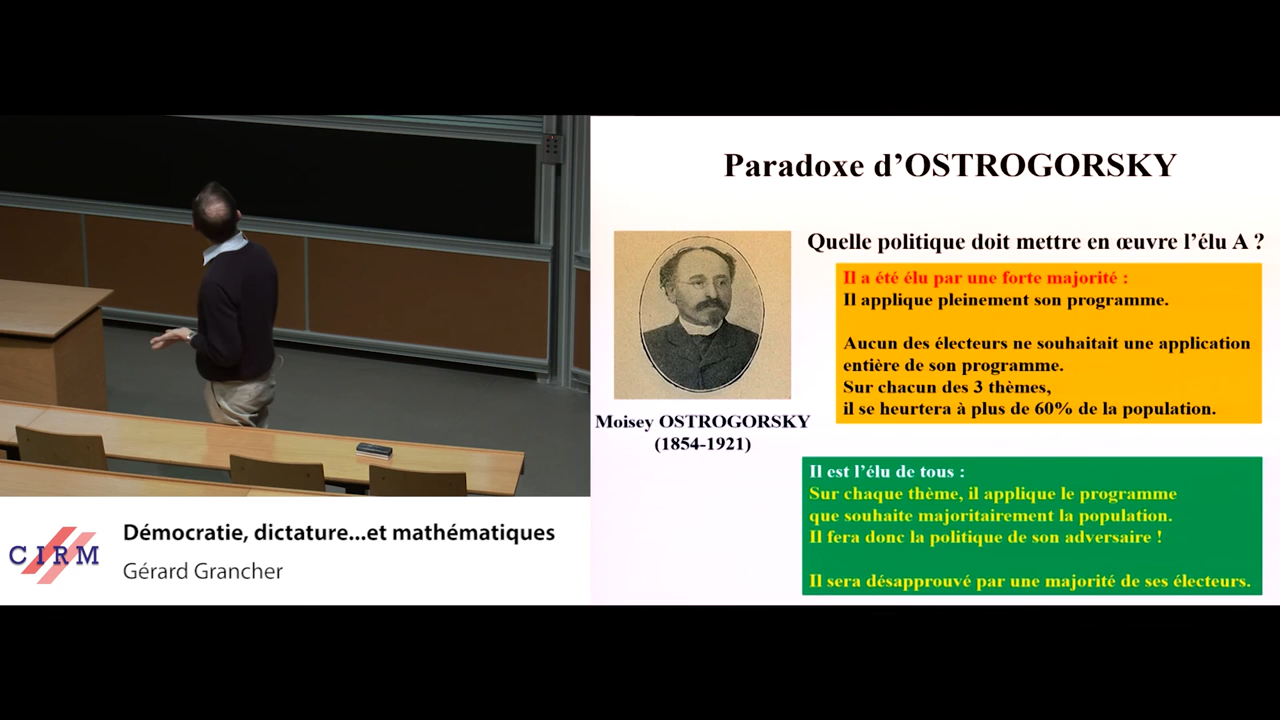 Paradoxe d’OSTROGORSKY
Quelle politique doit mettre en œuvre l’élu A ?
Il a été élu par une forte majorité :
Il applique pleinement son programme.
Aucun des électeurs ne souhaitait une application
entière de son programme.
Sur chacun des 3 thèmes,
il se heurtera à plus de 60% de la population.
Moisey OSTROGORSKY
(1854-1921)
Il est l’élu de tous :
Sur chaque thème, il applique le programme
que souhaite majoritairement la population.
Il fera donc la politique de son adversaire !
Il sera désapprouvé par une majorité de ses électeurs.
CIRM
Démocratie, dictature...et mathématiques
Gérard Grancher